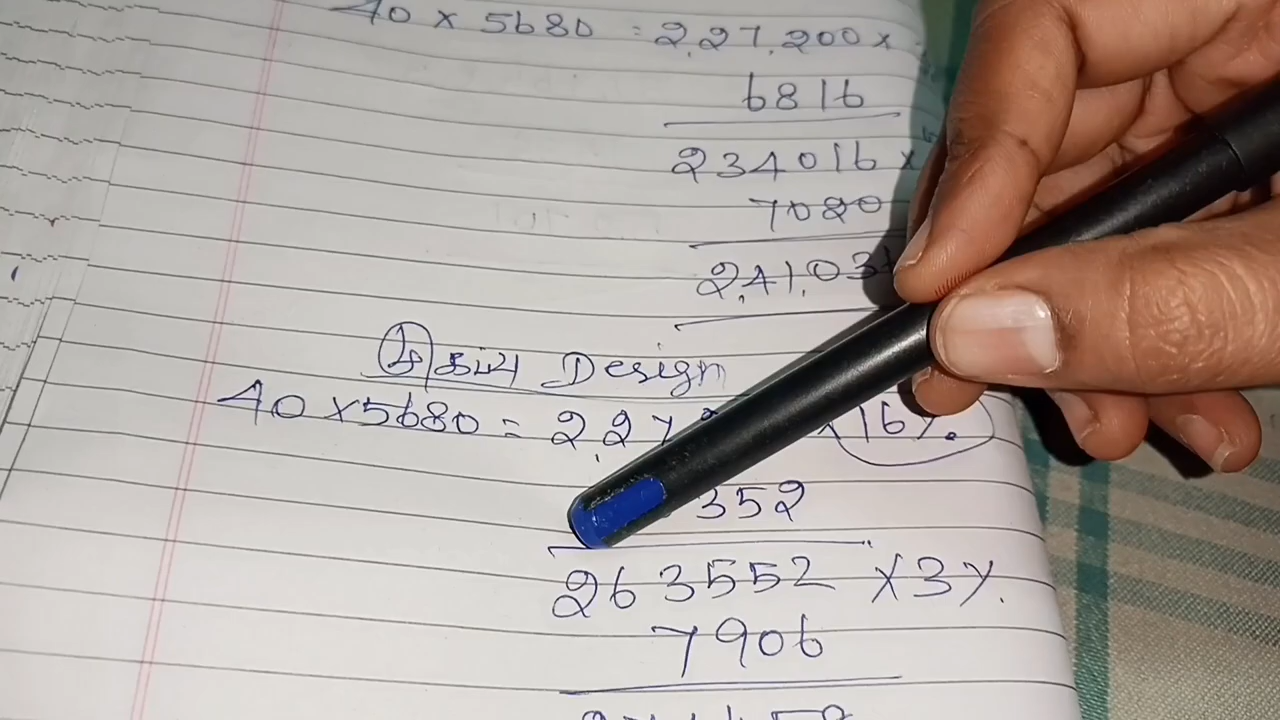 40 x 5680 = 2,27,200 x
6816
234016 x
7020
2,41,03
Design
40 x 5680 = 2,27 x 16%.
352
263552 x 3%.
7906